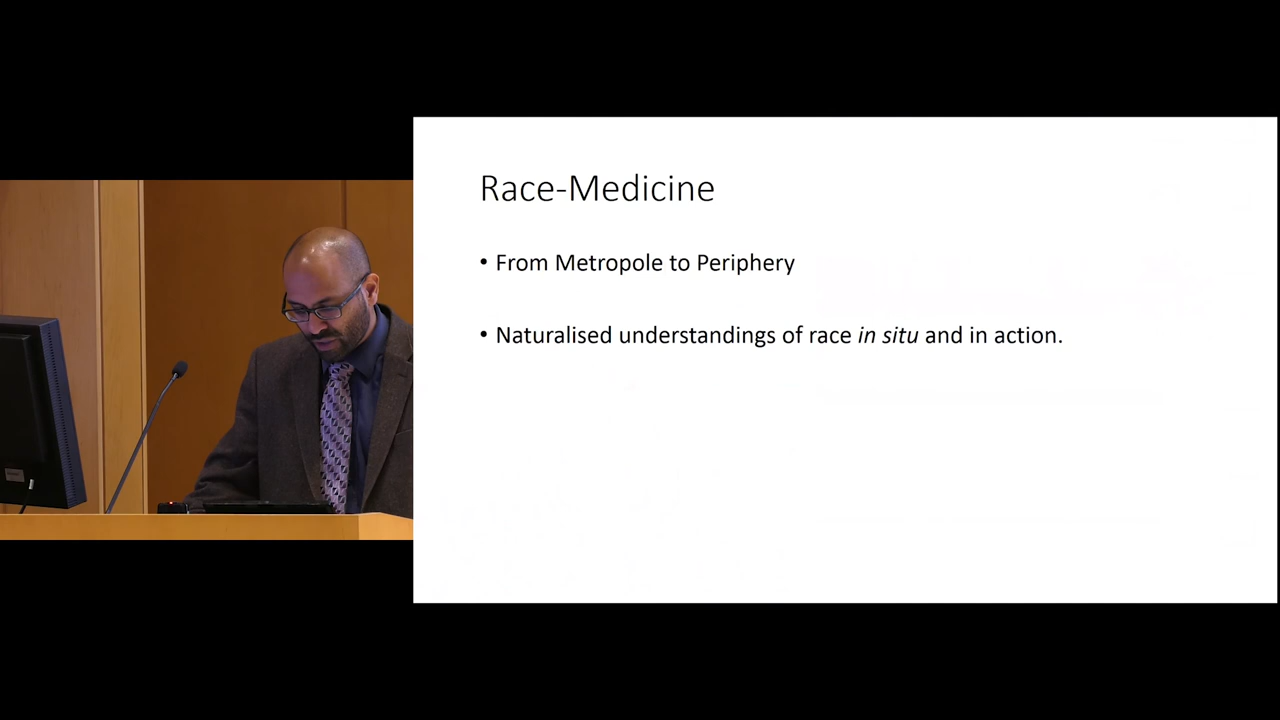 Race-Medicine
• From Metropole to Periphery
• Naturalised understandings of race in situ and in action.